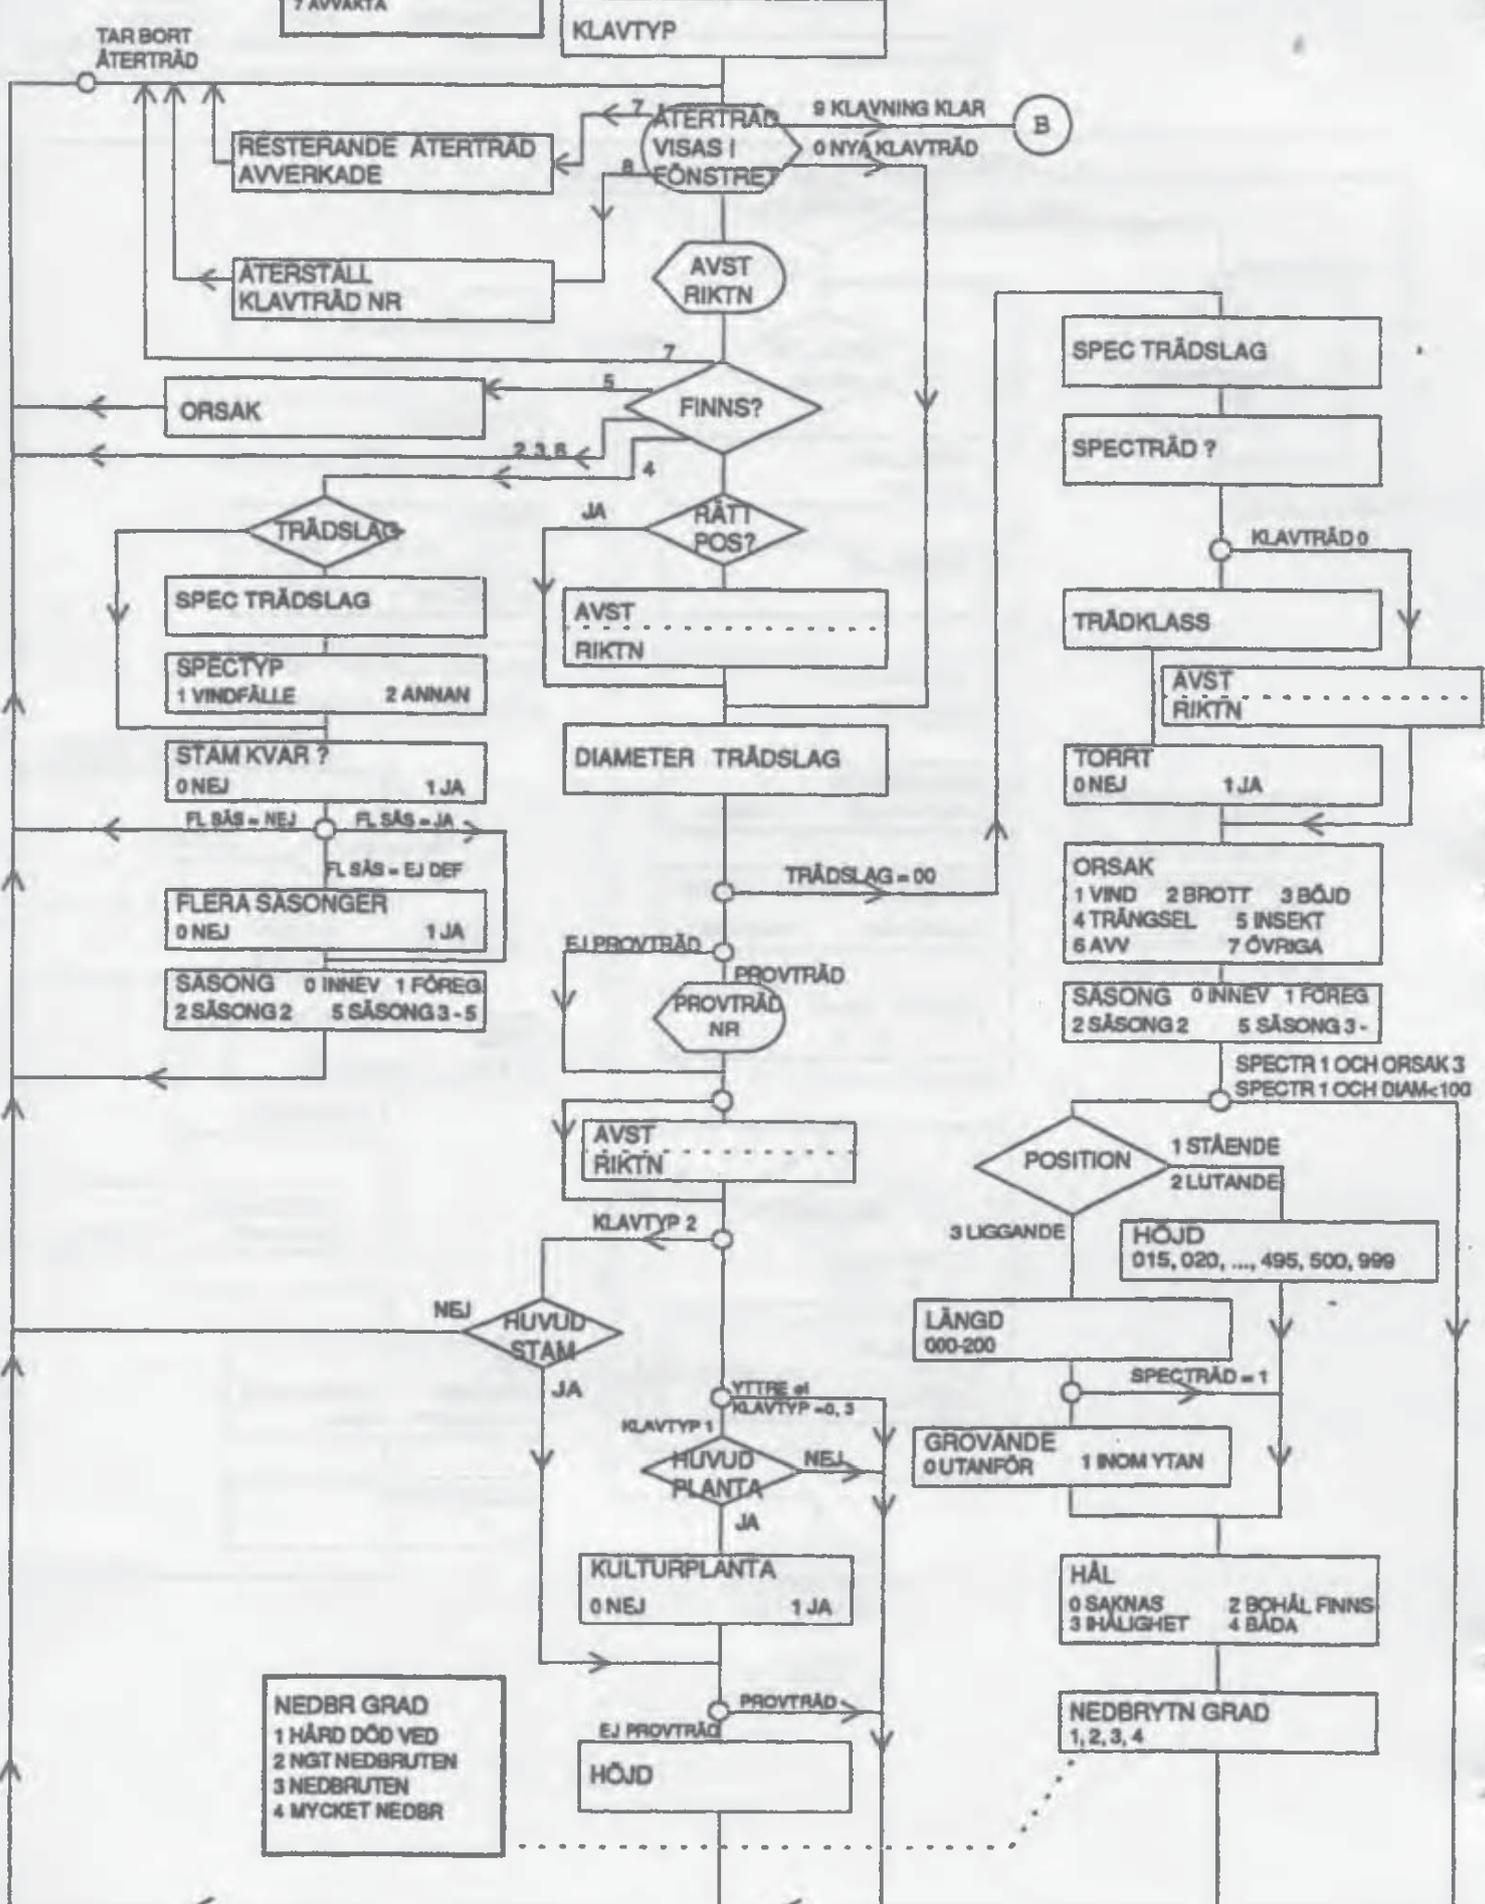 7 AVVAKTA
KLAVTYP
TAR BORT
ÅTERTRÄD
7
ÅTERTRÄD
VISAS I
FÖNSTRET
9 KLAVNING KLAR
B
0 NYA KLAVTRÄD
RESTERANDE ÅTERTRÄD
AVVERKADE
8
ÅTERSTÄLL
KLAVTRÄD NR
AVST
RIKTN
7
5
ORSAK
FINNS?
2,3,8
4
TRÄDSLAG
JA
RÄTT
POS?
SPEC TRÄDSLAG
AVST
RIKTN
SPECTYP
1 VINDFÄLLE 2 ANNAN
STAM KVAR ?
0 NEJ 1 JA
DIAMETER TRÄDSLAG
FL SÄS = NEJ
FL SÄS = JA
FL SÄS = EJ DEF
FLERA SÄSONGER
0 NEJ 1 JA
SÄSONG 0 INNEV 1 FÖREG
2 SÄSONG 2 5 SÄSONG 3 - 5
TRÄDSLAG = 00
EJ PROVTRÄD
PROVTRÄD
PROVTRÄD
NR
AVST
RIKTN
KLAVTYP 2
NEJ
HUVUD
STAM
JA
YTTRE el
KLAVTYP =0, 3
KLAVTYP 1
HUVUD
PLANTA
NEJ
JA
KULTURPLANTA
0 NEJ 1 JA
PROVTRÄD
EJ PROVTRÄD
HÖJD
NEDBR GRAD
1 HÅRD DÖD VED
2 NGT NEDBRUTEN
3 NEDBRUTEN
4 MYCKET NEDBR
SPEC TRÄDSLAG
SPECTRÄD ?
KLAVTRÄD 0
TRÄDKLASS
AVST
RIKTN
TORRT
0 NEJ 1 JA
ORSAK
1 VIND 2 BROTT 3 BÖJD
4 TRÄNGSEL 5 INSEKT
6 AVV 7 ÖVRIGA
SÄSONG 0 INNEV 1 FÖREG
2 SÄSONG 2 5 SÄSONG 3 -
SPECTR 1 OCH ORSAK 3
SPECTR 1 OCH DIAM<100
POSITION
1 STÅENDE
2 LUTANDE
3 LIGGANDE
HÖJD
015, 020, ..., 495, 500, 999
LÄNGD
000-200
SPECTRÄD = 1
GROVÄNDE
0 UTANFÖR 1 INOM YTAN
HÅL
0 SAKNAS 2 BOHÅL FINNS
3 IHÅLIGHET 4 BÅDA
NEDBRYTN GRAD
1, 2, 3, 4